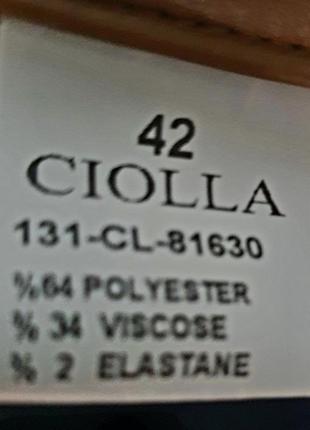 42
CIOLLA
131-CL-81630
%64 POLYESTER
% 34 VISCOSE
% 2 ELASTANE